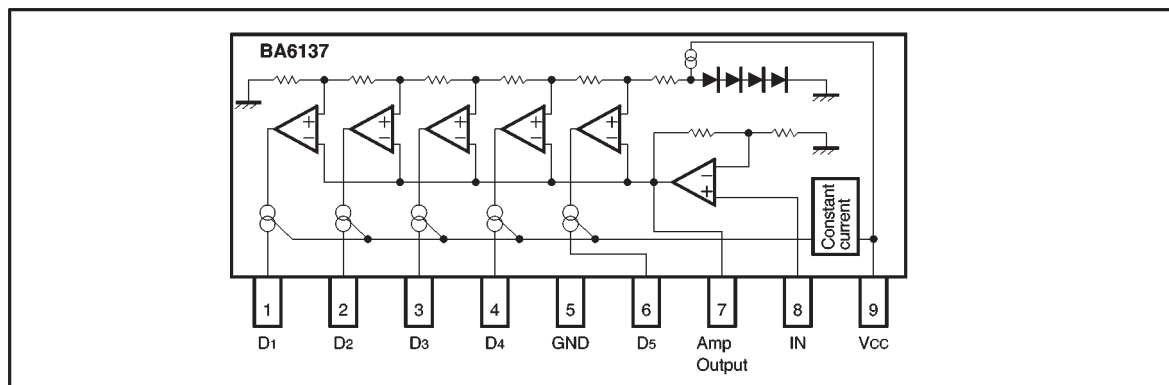 BA6137
+
−
+
−
+
−
+
−
+
−
−
+
Constant
current
1 2 3 4 5 6 7 8 9
D1 D2 D3 D4 GND D5 Amp Output IN VCC